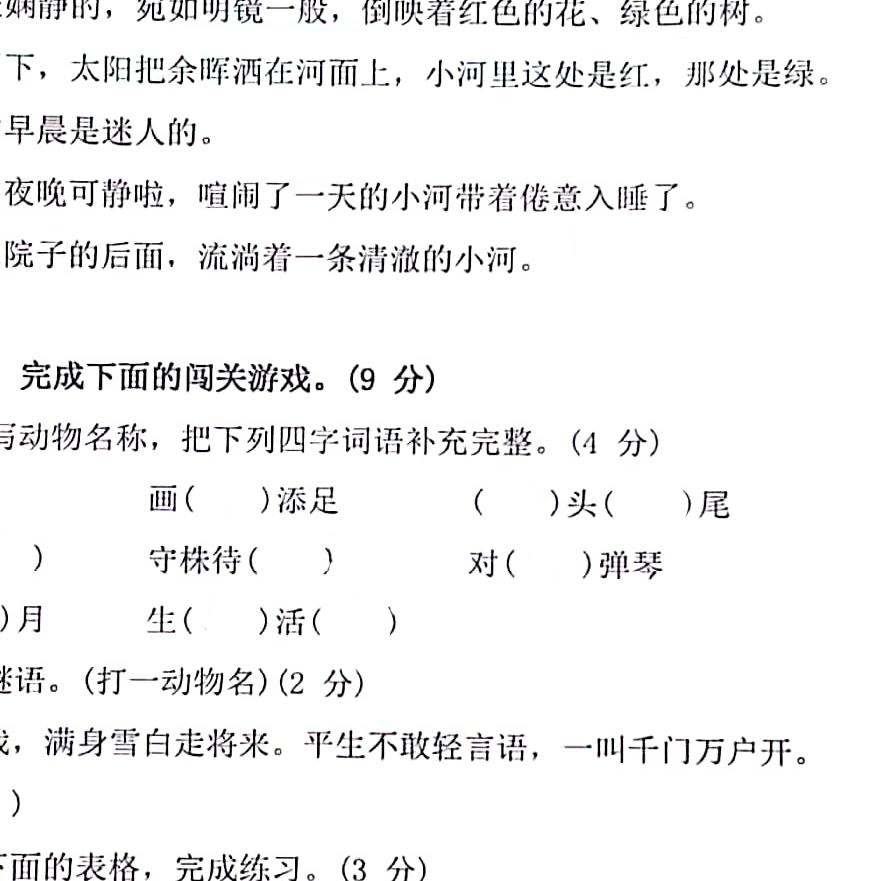 娴静的，宛如明镜一般，倒映着红色的花、绿色的树。
下，太阳把余晖洒在河面上，小河里这处是红，那处是绿。
早晨是迷人的。
夜晚可静啦，喧闹了一天的小河带着倦意入睡了。
院子的后面，流淌着一条清澈的小河。
完成下面的闯关游戏。(9 分)
写动物名称，把下列四字词语补充完整。(4 分)
画(    )添足    (    )头(    )尾
)    守株待(    )    对(    )弹琴
)月    生(    )活(    )
谜语。(打一动物名)(2 分)
，满身雪白走将来。平生不敢轻言语，一叫千门万户开。
)
下面的表格，完成练习。(3 分)